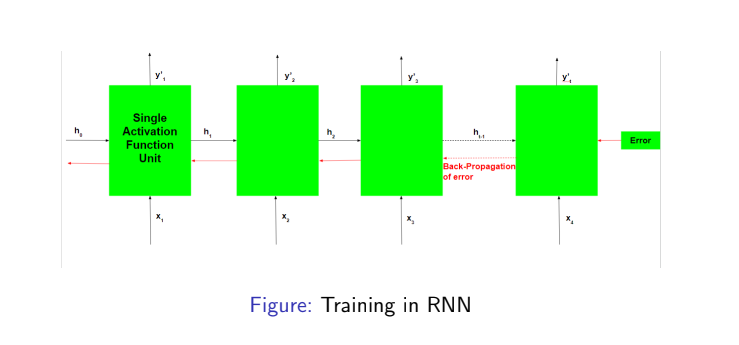 y'₁ y'₂ y'₃ y'₋t
Single
Activation
Function
Unit
h₀ h₁ h₂ hₜ₋₁
Error
Back-Propagation
of error
x₁ x₂ x₃
Figure: Training in RNN